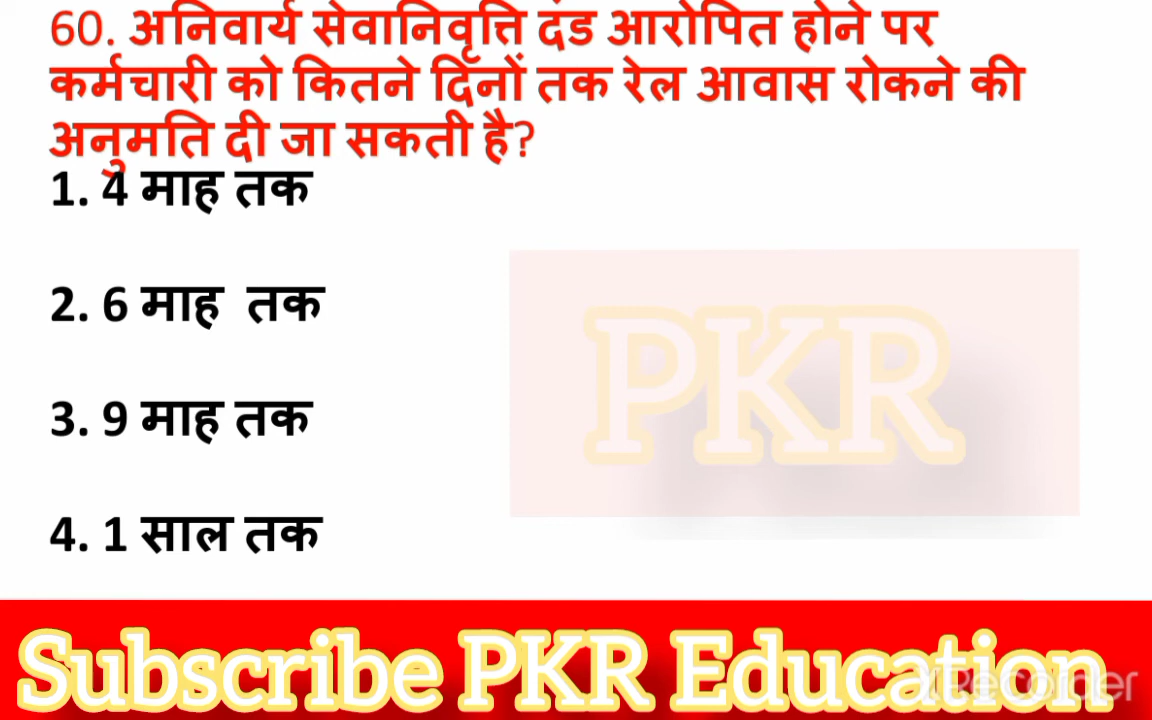 60. अनिवार्य सेवानिवृत्ति दंड आरोपित होने पर
कर्मचारी को कितने दिनों तक रेल आवास रोकने की
अनुमति दी जा सकती है?
1. 4 माह तक
2. 6 माह तक
3. 9 माह तक
4. 1 साल तक
PKR
Subscribe PKR Education
XRecorder